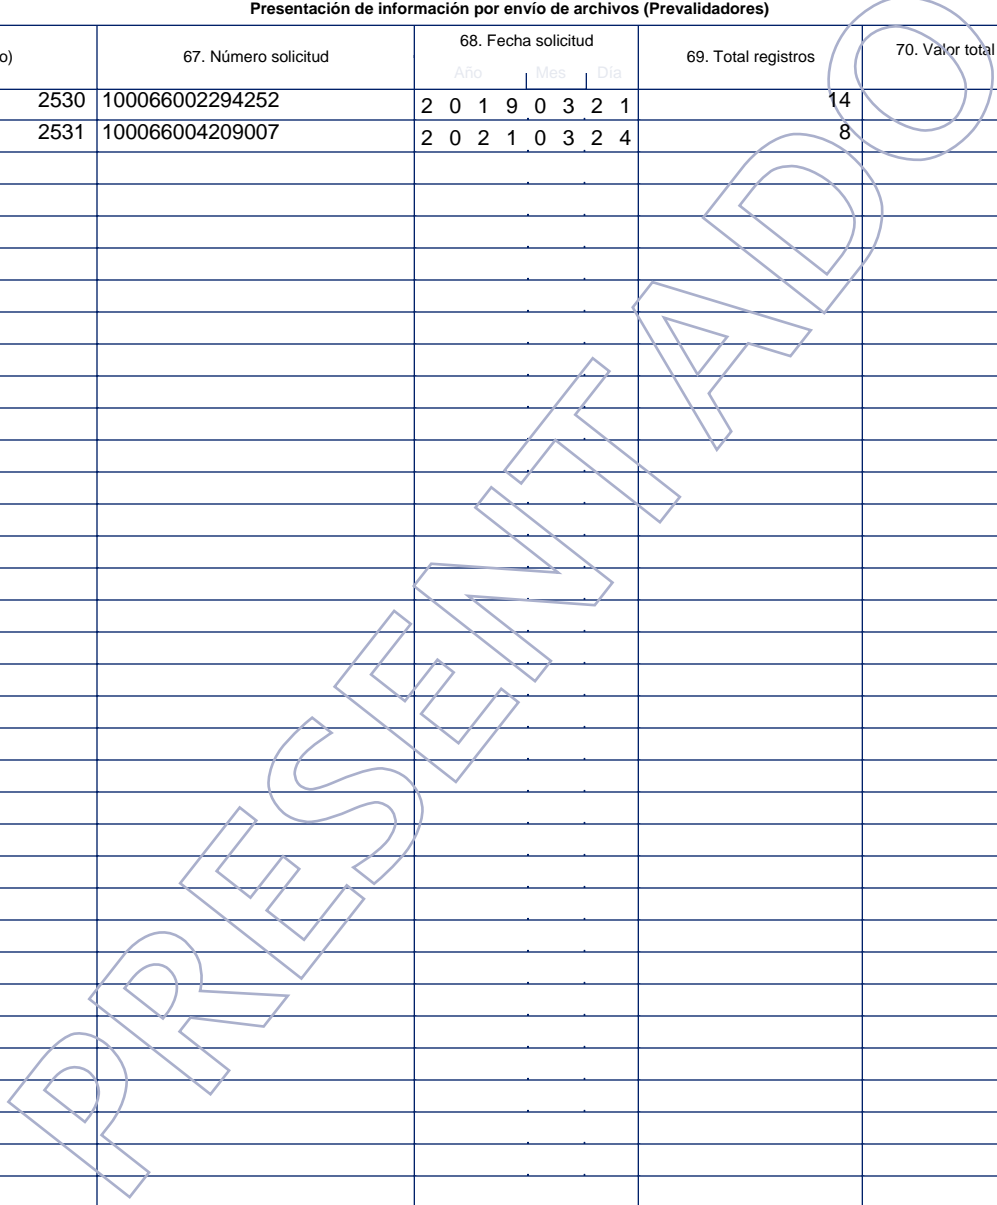 Presentación de información por envío de archivos (Prevalidadores)
o) 67. Número solicitud 68. Fecha solicitud 69. Total registros 70. Valor total
Año Mes Día
2530 100066002294252 2 0 1 9 0 3 2 1 14
2531 100066004209007 2 0 2 1 0 3 2 4 8
PRESENTADO